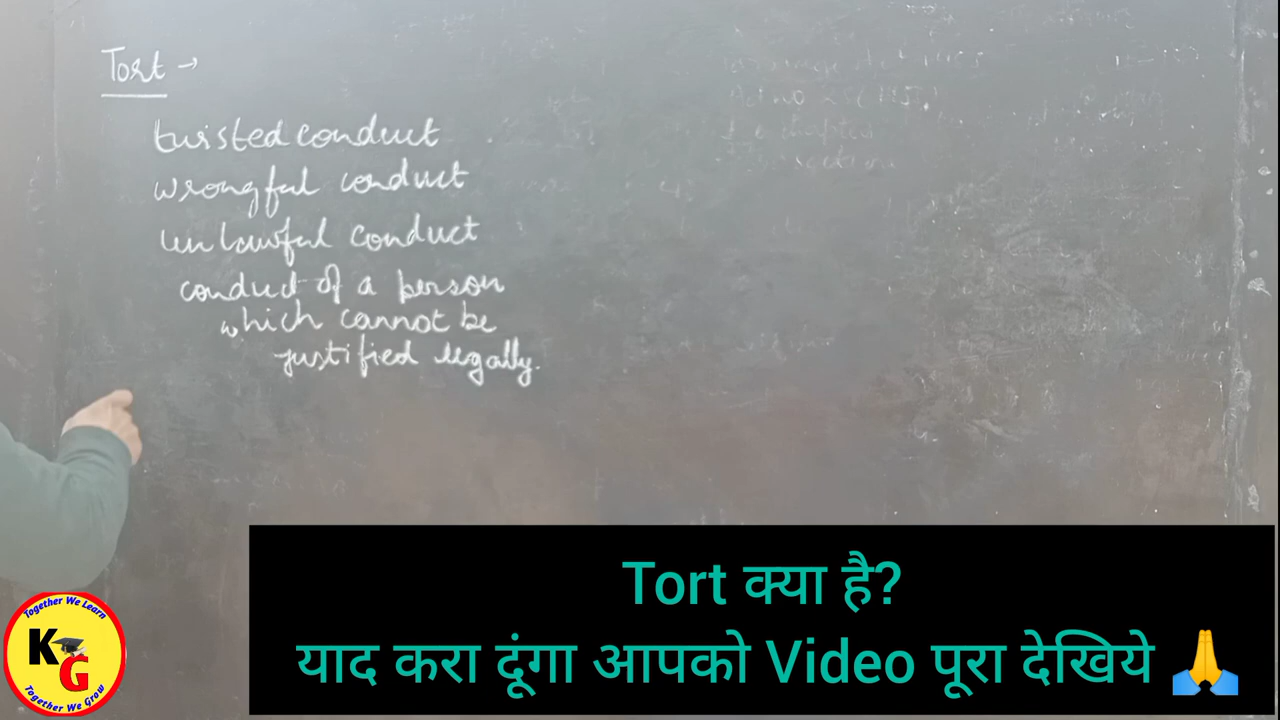 Tort →
twisted conduct
wrongful conduct
unlawful conduct
conduct of a person
which cannot be
justified legally.
Tort क्या है?
याद करा दूंगा आपको Video पूरा देखिये 🙏
Together We Learn
KG
Together We Grow